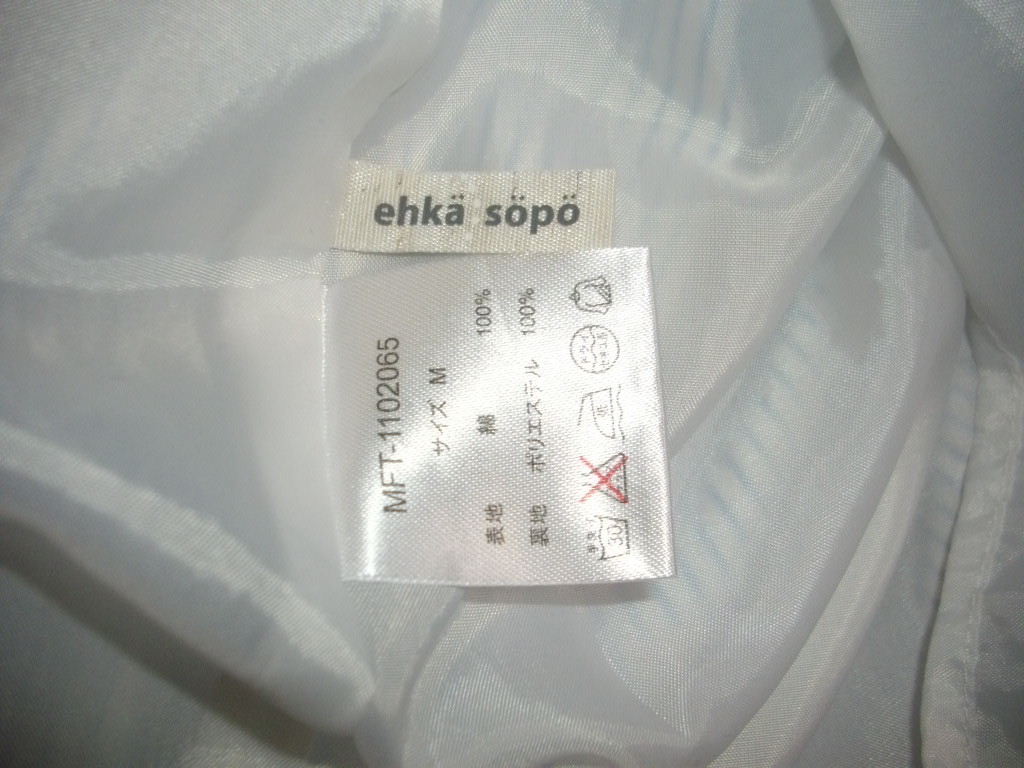 ehkä söpö
MFT-1102065
サイズ M
表地 綿 100%
裏地 ポリエステル 100%
30